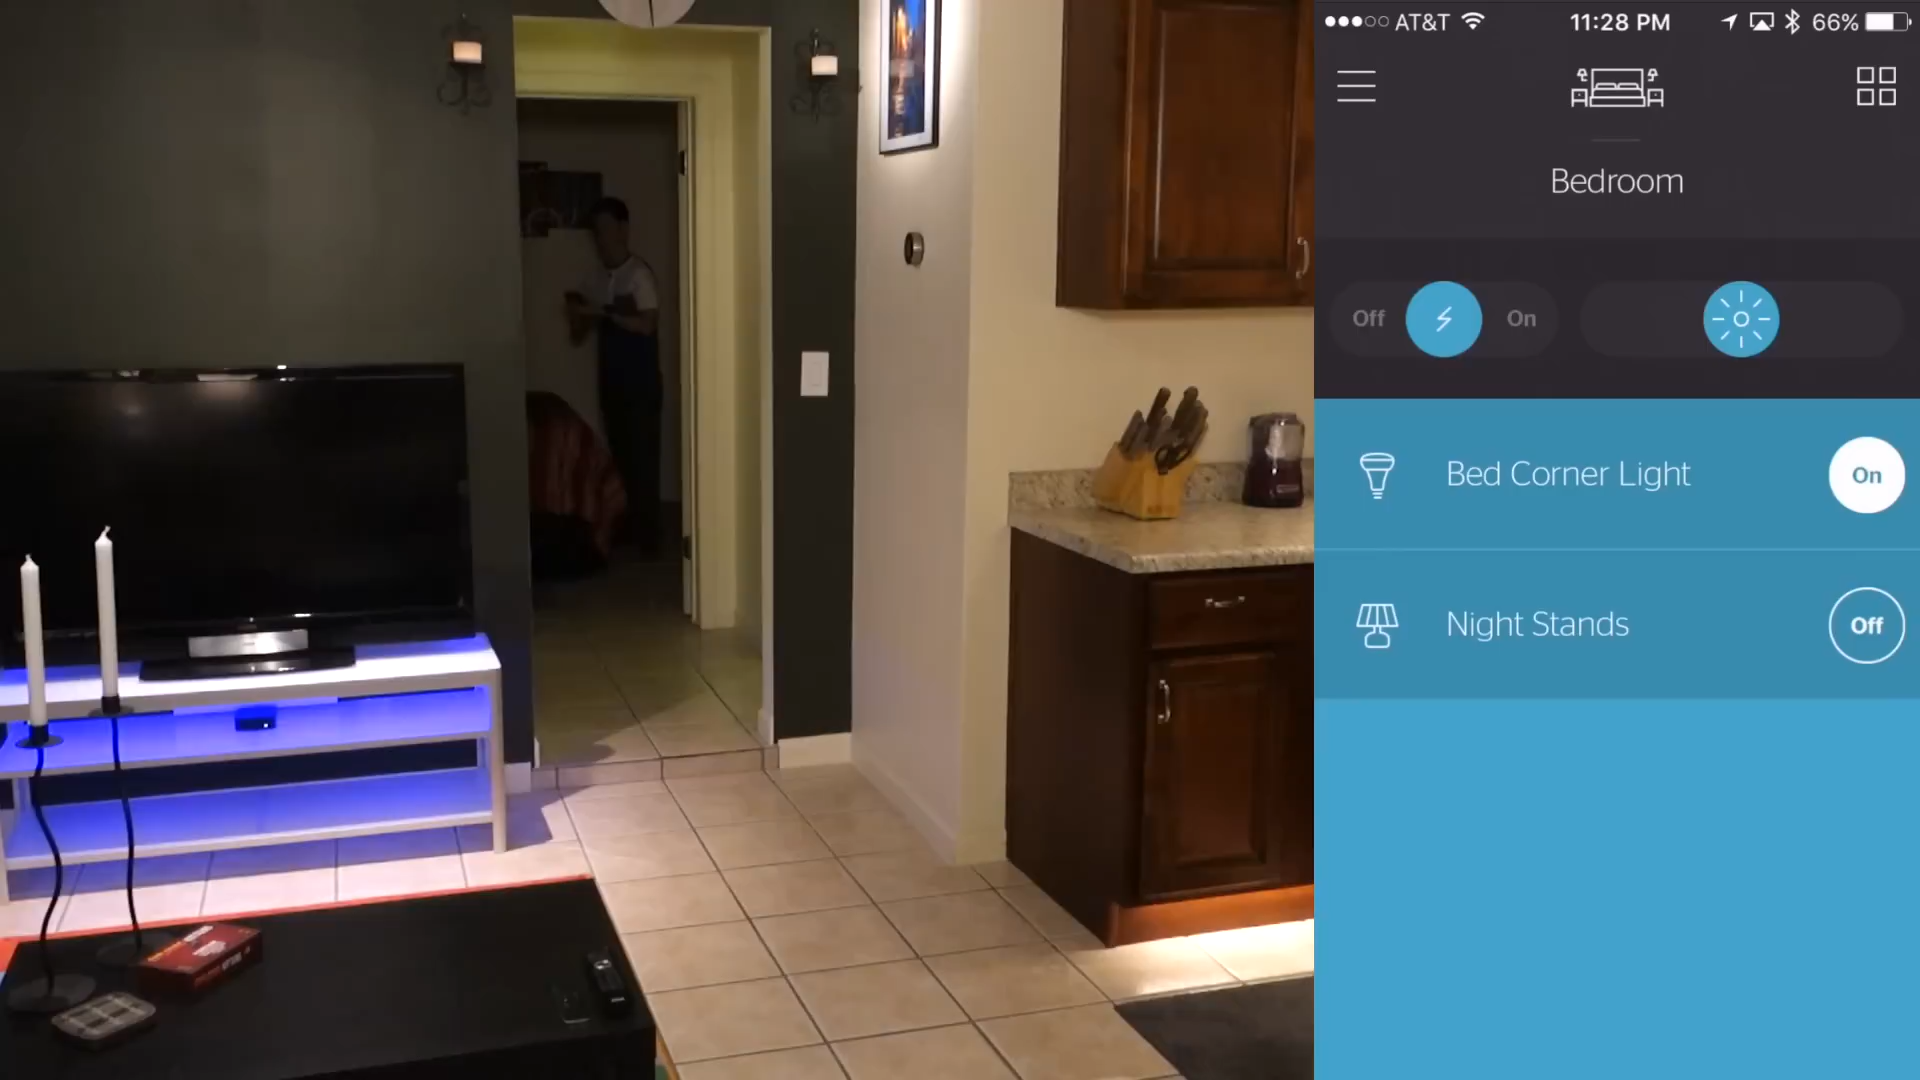 AT&T 11:28 PM 66%
Bedroom
Off On
Bed Corner Light On
Night Stands Off